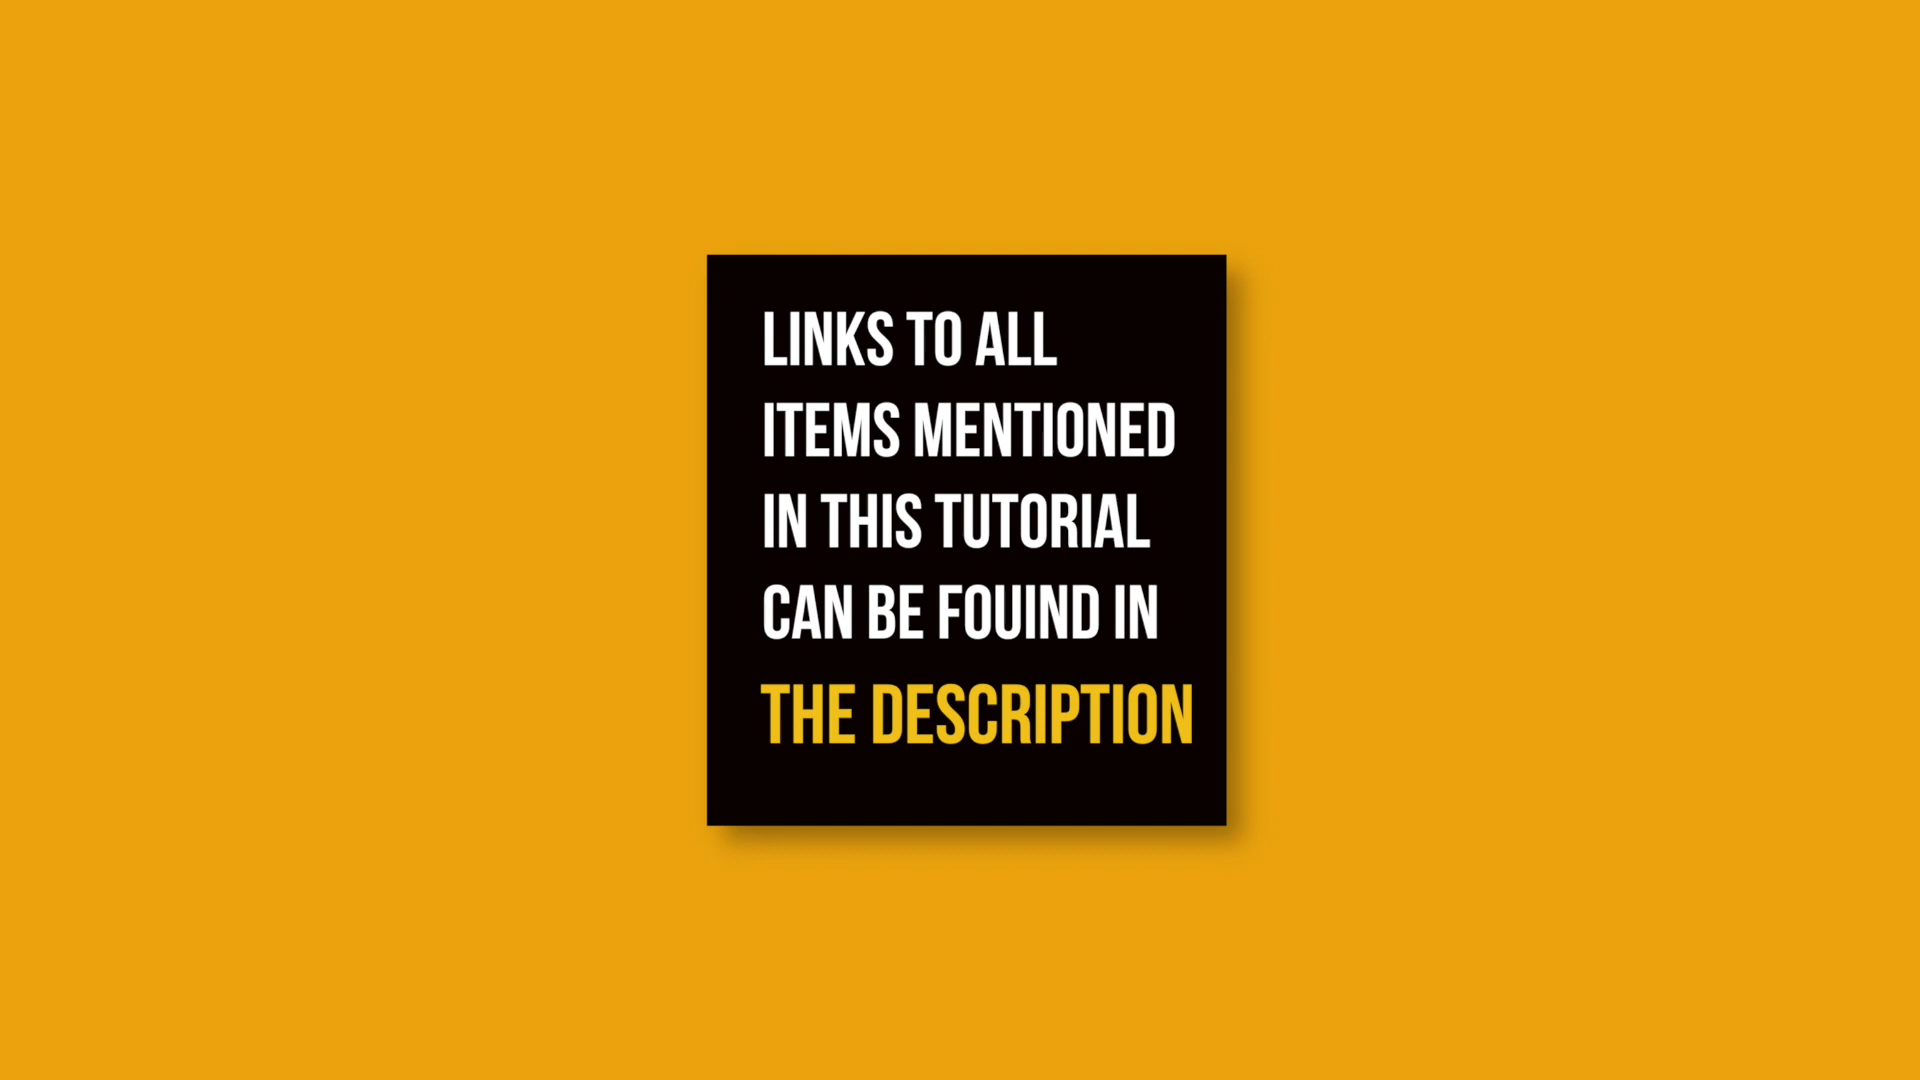 LINKS TO ALL
ITEMS MENTIONED
IN THIS TUTORIAL
CAN BE FOUIND IN
THE DESCRIPTION